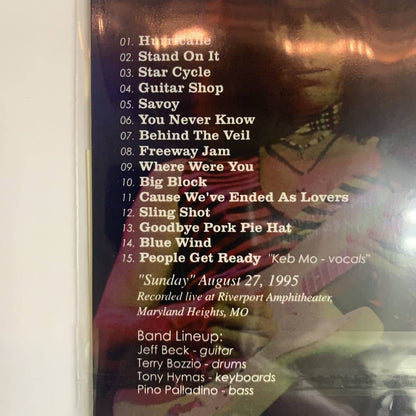 01. Hurricane
02. Stand On It
03. Star Cycle
04. Guitar Shop
05. Savoy
06. You Never Know
07. Behind The Veil
08. Freeway Jam
09. Where Were You
10. Big Block
11. Cause We've Ended As Lovers
12. Sling Shot
13. Goodbye Pork Pie Hat
14. Blue Wind
15. People Get Ready "Keb Mo - vocals"
"Sunday" August 27, 1995
Recorded live at Riverport Amphitheater,
Maryland Heights, MO
Band Lineup:
Jeff Beck - guitar
Terry Bozzio - drums
Tony Hymas - keyboards
Pino Palladino - bass